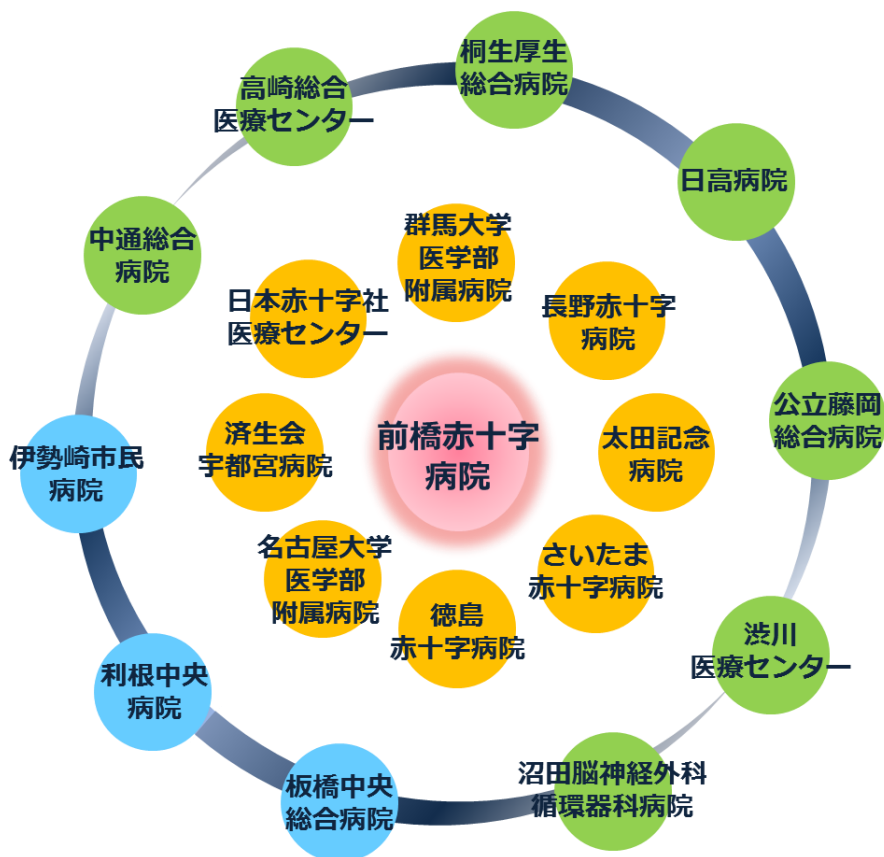 桐生厚生
総合病院
高崎総合
医療センター
日高病院
中通総合
病院
群馬大学
医学部
附属病院
日本赤十字社
医療センター
長野赤十字
病院
公立藤岡
総合病院
前橋赤十字
病院
済生会
宇都宮病院
太田記念
病院
伊勢崎市民
病院
名古屋大学
医学部
附属病院
さいたま
赤十字病院
徳島
赤十字病院
渋川
医療センター
利根中央
病院
沼田脳神経外科
循環器科病院
板橋中央
総合病院